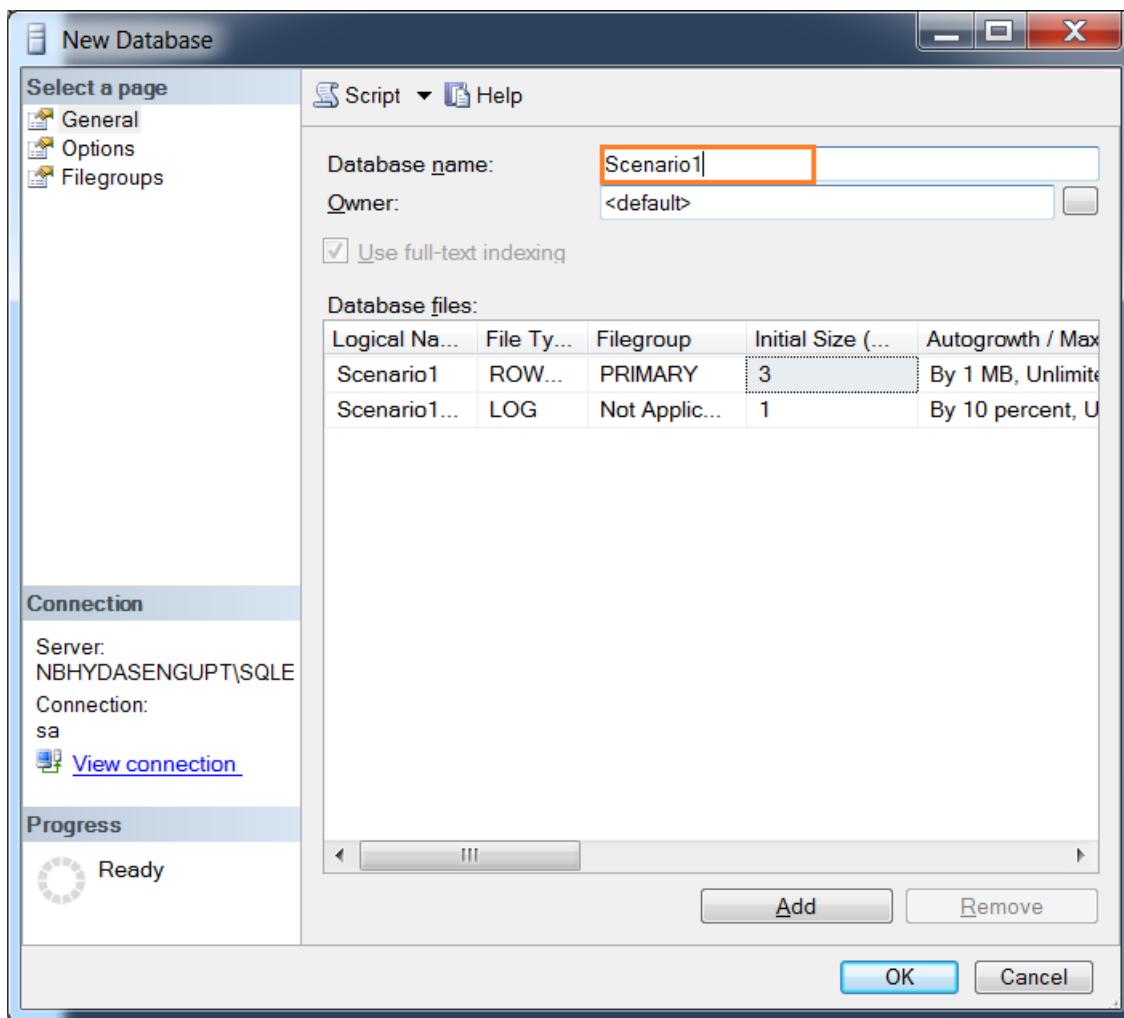 New Database
Select a page
General
Options
Filegroups
Script Help
Database name: Scenario1
Owner: <default>
Use full-text indexing
Database files:
Logical Na... File Ty... Filegroup Initial Size (... Autogrowth / Max
Scenario1 ROW... PRIMARY 3 By 1 MB, Unlimite
Scenario1... LOG Not Applic... 1 By 10 percent, U
Connection
Server:
NBHYDASENGUPT\SQLE
Connection:
sa
View connection
Progress
Ready
Add Remove
OK Cancel